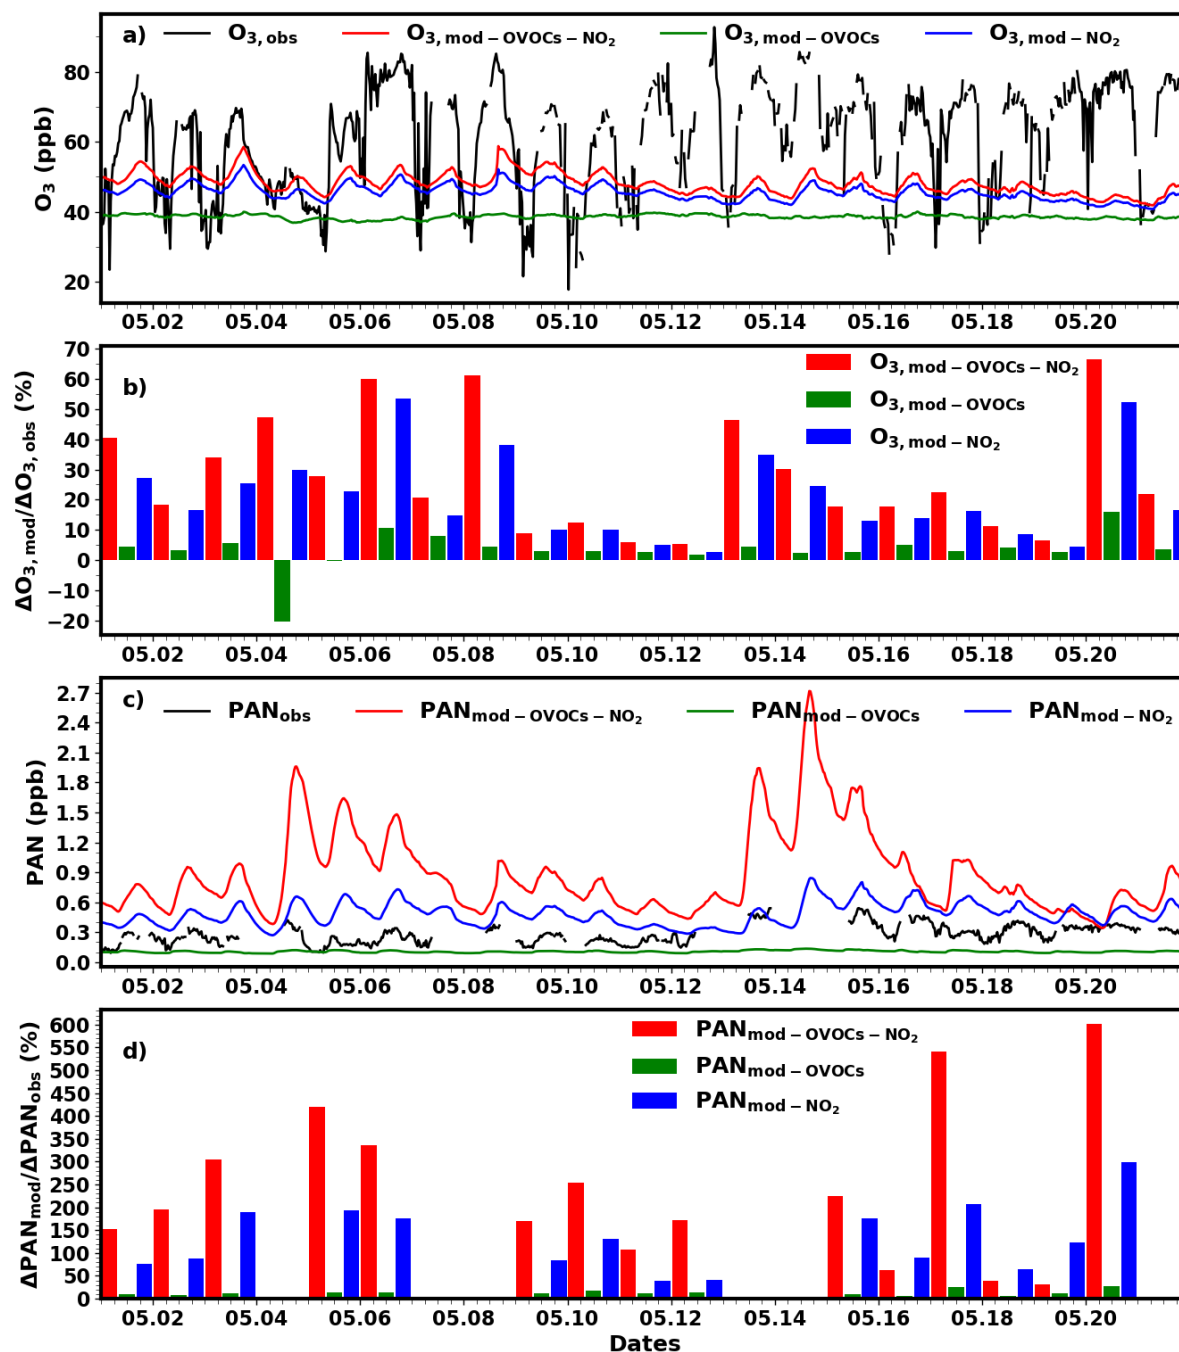 a) O3,obs O3,mod−OVOCs−NO2 O3,mod−OVOCs O3,mod−NO2
O3 (ppb)
80
60
40
20
05.02 05.04 05.06 05.08 05.10 05.12 05.14 05.16 05.18 05.20
b)
ΔO3,mod/ΔO3,obs (%)
O3,mod−OVOCs−NO2
O3,mod−OVOCs
O3,mod−NO2
70
60
50
40
30
20
10
0
−10
−20
05.02 05.04 05.06 05.08 05.10 05.12 05.14 05.16 05.18 05.20
c) PANobs PANmod−OVOCs−NO2 PANmod−OVOCs PANmod−NO2
PAN (ppb)
2.7
2.4
2.1
1.8
1.5
1.2
0.9
0.6
0.3
0.0
05.02 05.04 05.06 05.08 05.10 05.12 05.14 05.16 05.18 05.20
d)
ΔPANmod/ΔPANobs (%)
PANmod−OVOCs−NO2
PANmod−OVOCs
PANmod−NO2
600
550
500
450
400
350
300
250
200
150
100
50
0
05.02 05.04 05.06 05.08 05.10 05.12 05.14 05.16 05.18 05.20
Dates